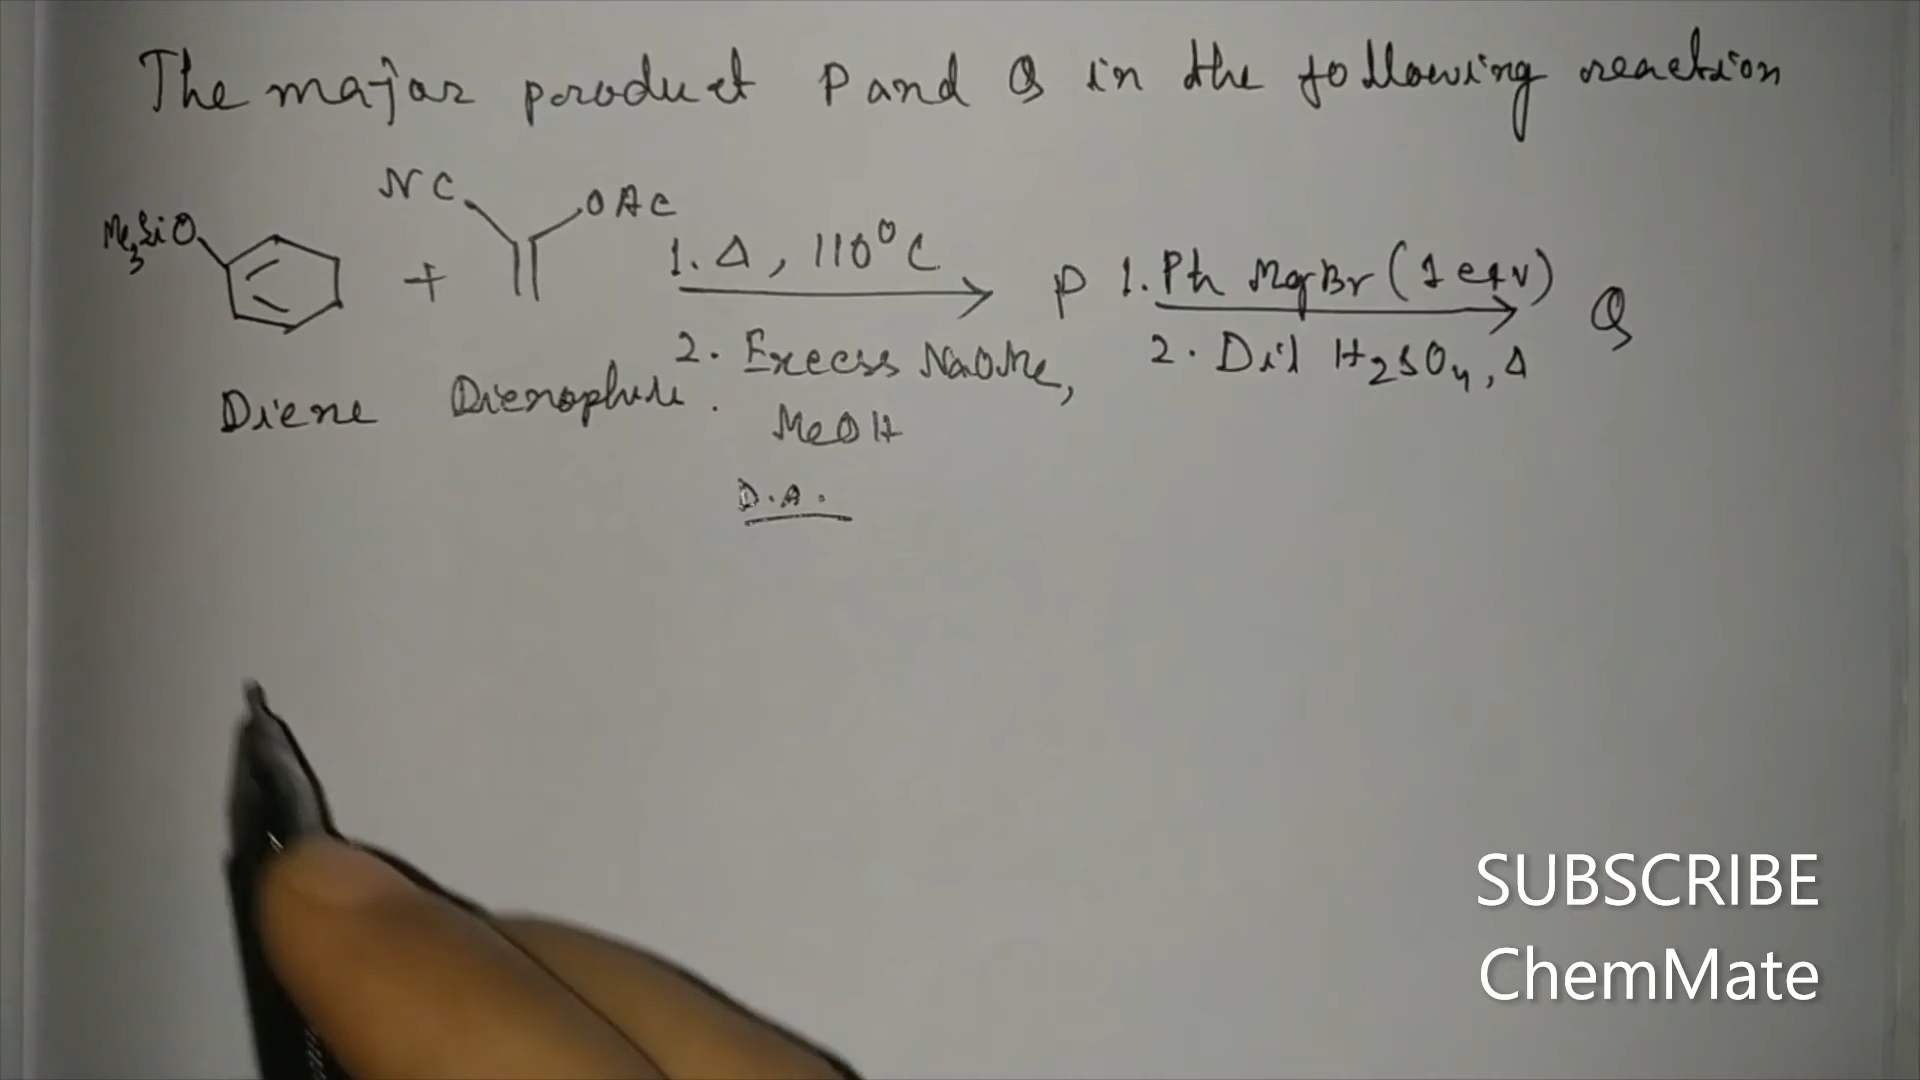 The major product P and Q in the following reaction
Me3SiO + NC OAc 1. Δ, 110°C P 1. Ph MgBr (1 eqv) Q
2. Excess NaOMe, 2. Dil H2SO4, Δ
MeOH
Diene Dienophile.
D.A.
SUBSCRIBE
ChemMate